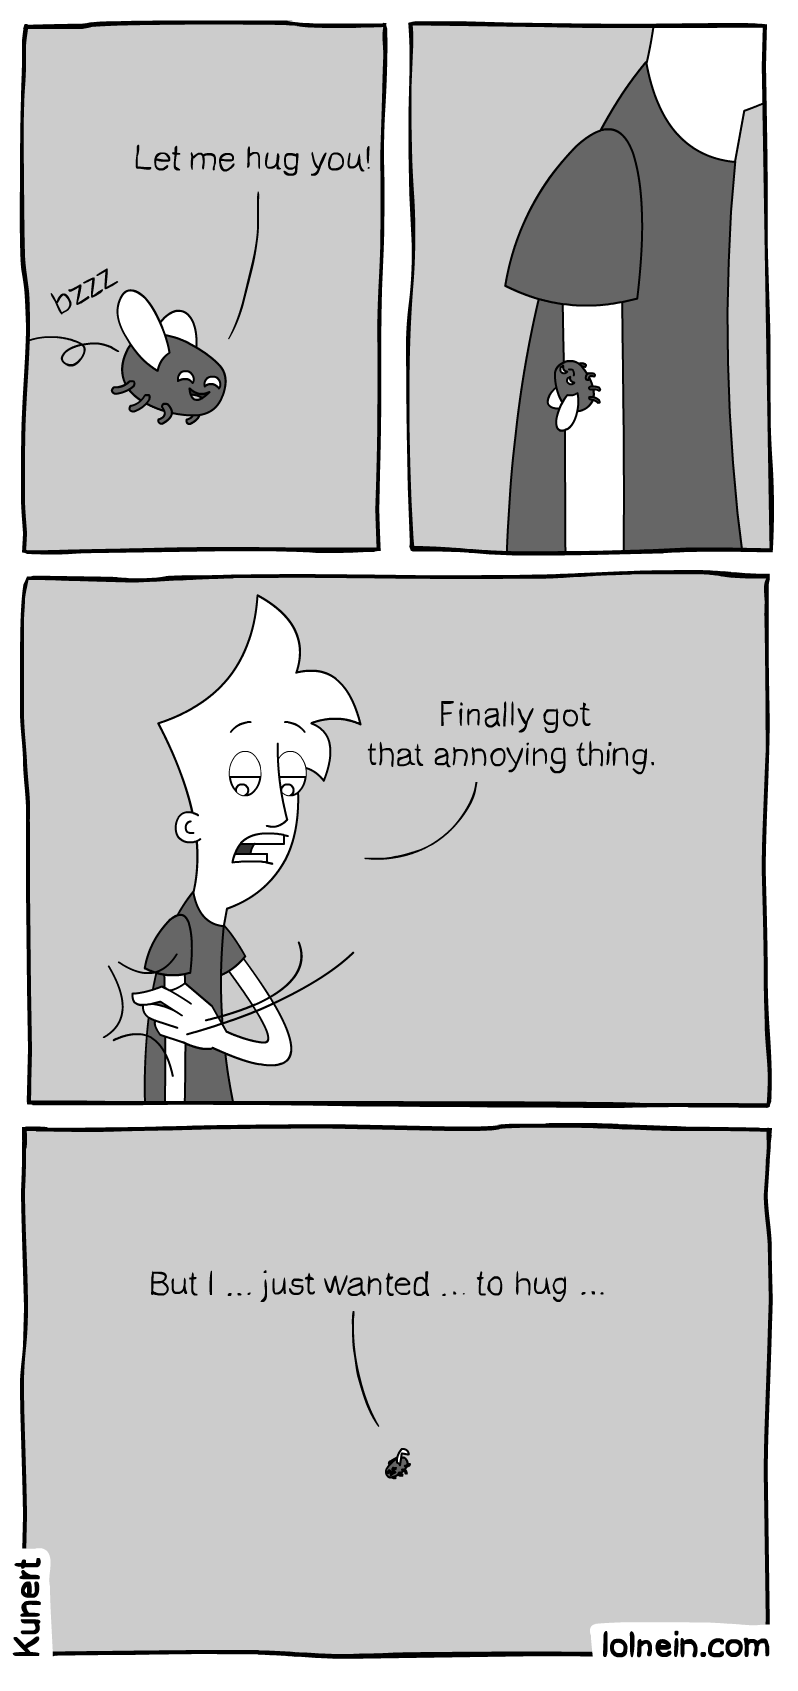 Let me hug you!
bzzz
Finally got
that annoying thing.
But I ... just wanted ... to hug ...
Kunert
lolnein.com